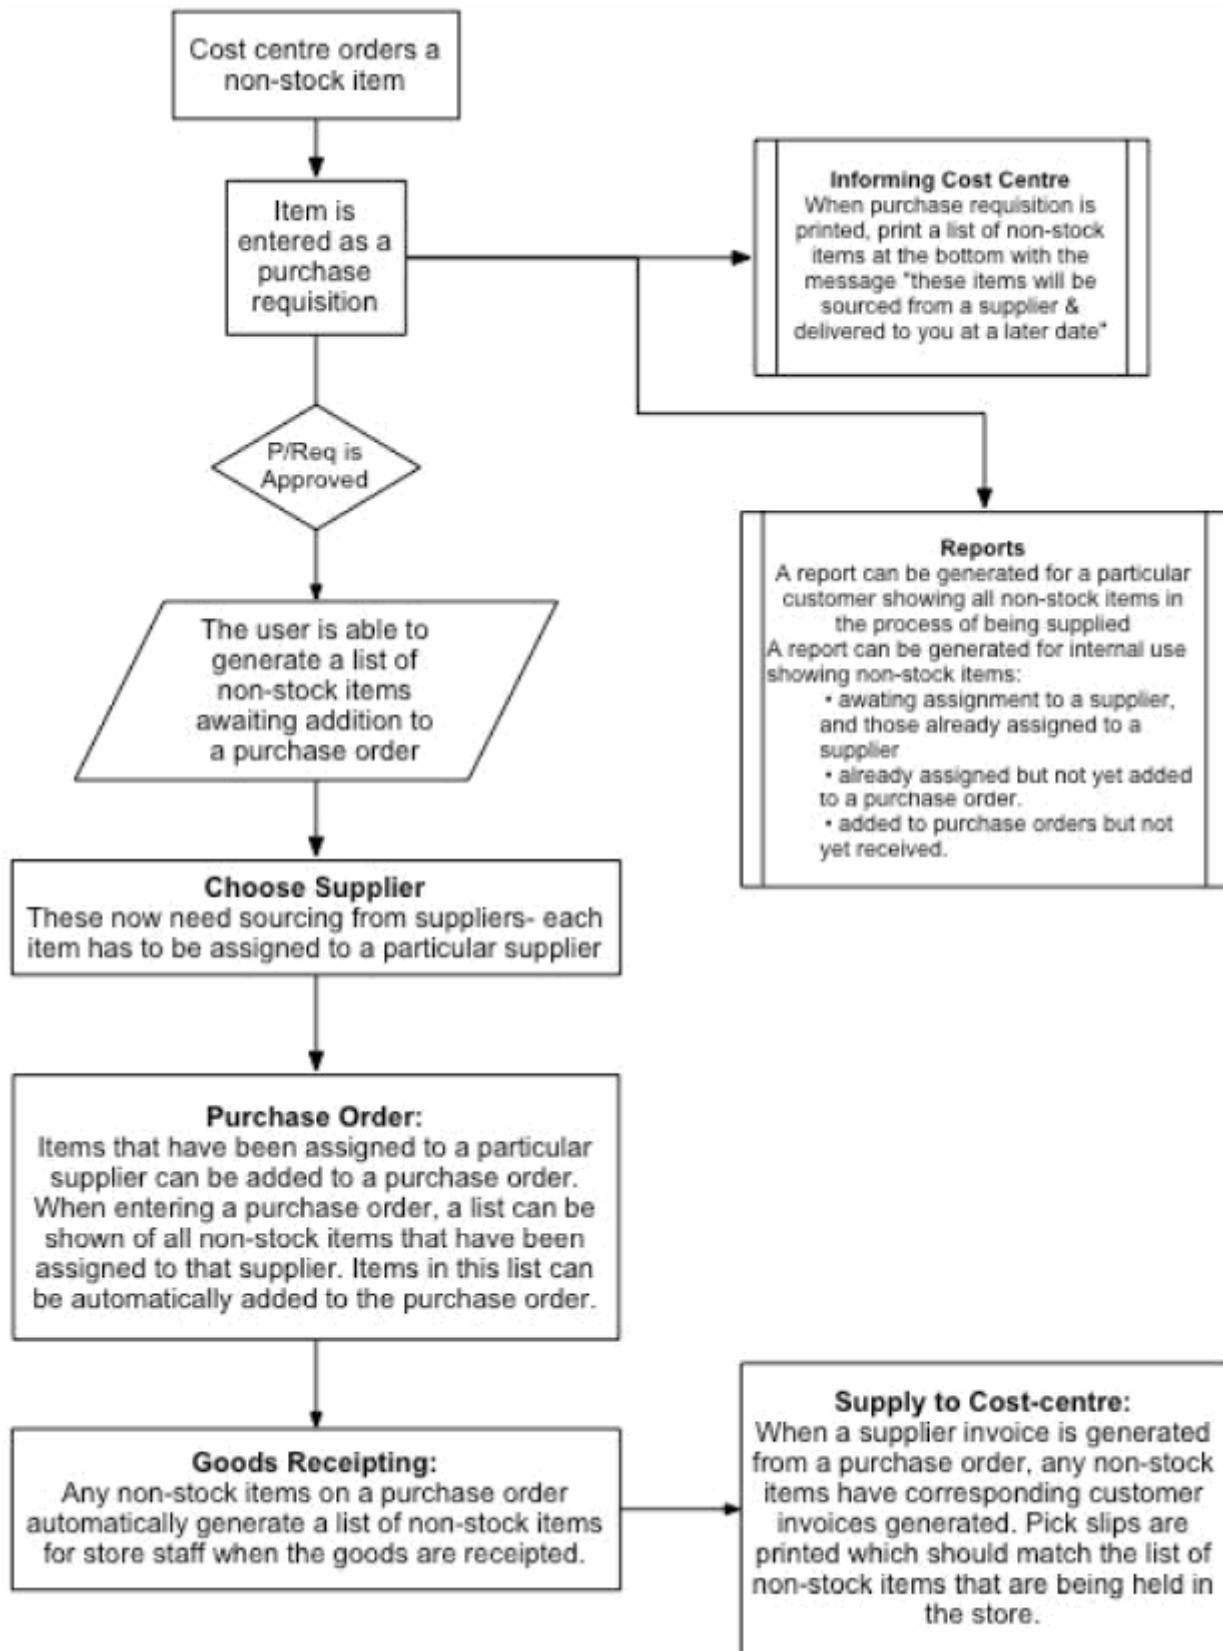 Cost centre orders a
non-stock item
Item is
entered as a
purchase
requisition
Informing Cost Centre
When purchase requisition is
printed, print a list of non-stock
items at the bottom with the
message "these items will be
sourced from a supplier &
delivered to you at a later date"
P/Req is
Approved
Reports
A report can be generated for a particular
customer showing all non-stock items in
the process of being supplied
A report can be generated for internal use
showing non-stock items:
• awating assignment to a supplier,
and those already assigned to a
supplier
• already assigned but not yet added
to a purchase order.
• added to purchase orders but not
yet received.
The user is able to
generate a list of
non-stock items
awaiting addition to
a purchase order
Choose Supplier
These now need sourcing from suppliers- each
item has to be assigned to a particular supplier
Purchase Order:
Items that have been assigned to a particular
supplier can be added to a purchase order.
When entering a purchase order, a list can be
shown of all non-stock items that have been
assigned to that supplier. Items in this list can
be automatically added to the purchase order.
Goods Receipting:
Any non-stock items on a purchase order
automatically generate a list of non-stock items
for store staff when the goods are receipted.
Supply to Cost-centre:
When a supplier invoice is generated
from a purchase order, any non-stock
items have corresponding customer
invoices generated. Pick slips are
printed which should match the list of
non-stock items that are being held in
the store.